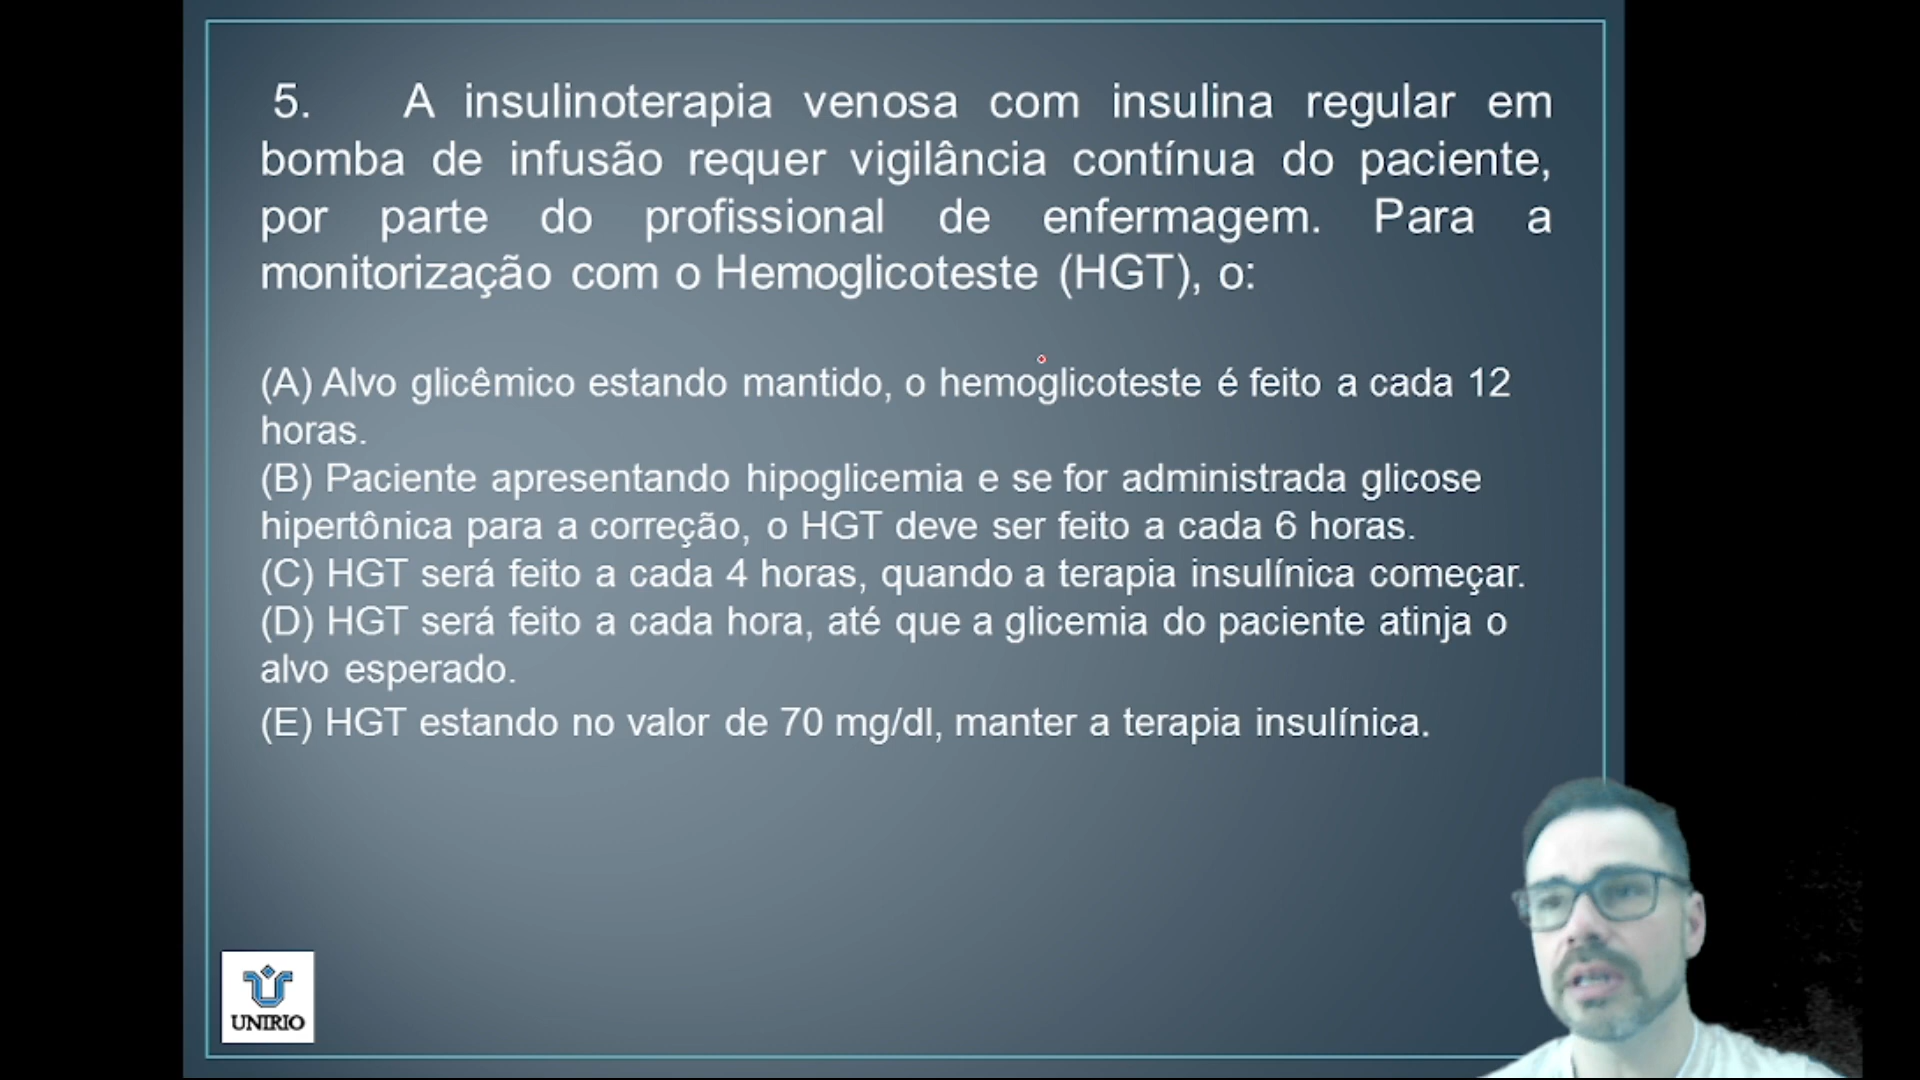 5. A insulinoterapia venosa com insulina regular em
bomba de infusão requer vigilância contínua do paciente,
por parte do profissional de enfermagem. Para a
monitorização com o Hemoglicoteste (HGT), o:
(A) Alvo glicêmico estando mantido, o hemoglicoteste é feito a cada 12
horas.
(B) Paciente apresentando hipoglicemia e se for administrada glicose
hipertônica para a correção, o HGT deve ser feito a cada 6 horas.
(C) HGT será feito a cada 4 horas, quando a terapia insulínica começar.
(D) HGT será feito a cada hora, até que a glicemia do paciente atinja o
alvo esperado.
(E) HGT estando no valor de 70 mg/dl, manter a terapia insulínica.
UNIRIO